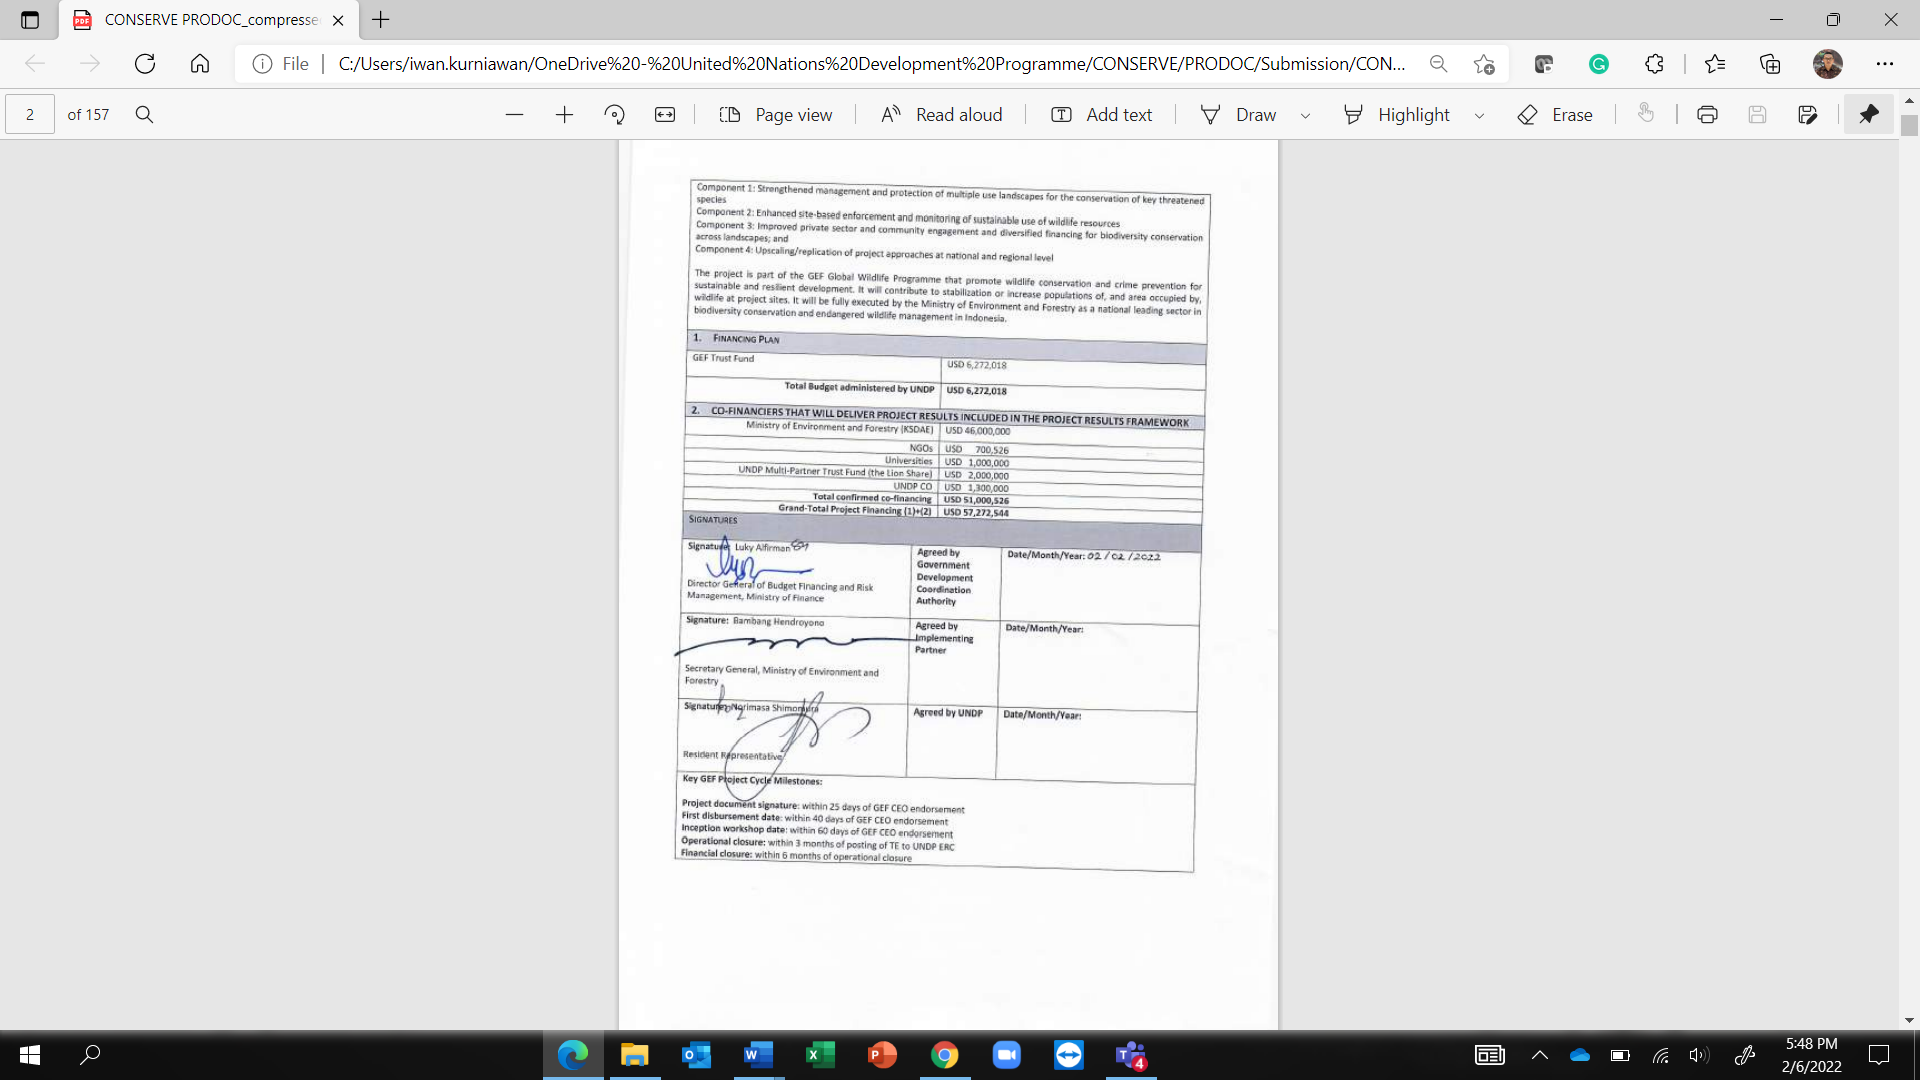 CONSERVE PRODOC_compresse
File
C:/Users/iwan.kurniawan/OneDrive%20-%20United%20Nations%20Development%20Programme/CONSERVE/PRODOC/Submission/CON...
2 of 157
Page view
Read aloud
Add text
Draw
Highlight
Erase
Component 1: Strengthened management and protection of multiple use landscapes for the conservation of key threatened
species
Component 2: Enhanced site-based enforcement and monitoring of sustainable use of wildlife resources
Component 3: Improved private sector and community engagement and diversified financing for biodiversity conservation
across landscapes; and
Component 4: Upscaling/replication of project approaches at national and regional level
The project is part of the GEF Global Wildlife Programme that promote wildlife conservation and crime prevention for
sustainable and resilient development. It will contribute to stabilization or increase populations of, and area occupied by,
wildlife at project sites. It will be fully executed by the Ministry of Environment and Forestry as a national leading sector in
biodiversity conservation and endangered wildlife management in Indonesia.
1. FINANCING PLAN
GEF Trust Fund USD 6,272,018
Total Budget administered by UNDP USD 6,272,018
2. CO-FINANCIERS THAT WILL DELIVER PROJECT RESULTS INCLUDED IN THE PROJECT RESULTS FRAMEWORK
Ministry of Environment and Forestry (KSDAE) USD 46,000,000
NGOs USD 700,526
Universities USD 1,000,000
UNDP Multi-Partner Trust Fund (the Lion Share) USD 2,000,000
UNDP CO USD 1,300,000
Total confirmed co-financing USD 51,000,526
Grand-Total Project Financing (1)+(2) USD 57,272,544
SIGNATURES
Signature: Luky Alfirman
Director General of Budget Financing and Risk
Management, Ministry of Finance
Agreed by
Government
Development
Coordination
Authority
Date/Month/Year: 02/02/2022
Signature: Bambang Hendroyono
Secretary General, Ministry of Environment and
Forestry
Agreed by
Implementing
Partner
Date/Month/Year:
Signature: Norimasa Shimomura
Resident Representative
Agreed by UNDP
Date/Month/Year:
Key GEF Project Cycle Milestones:
Project document signature: within 25 days of GEF CEO endorsement
First disbursement date: within 40 days of GEF CEO endorsement
Inception workshop date: within 60 days of GEF CEO endorsement
Operational closure: within 3 months of posting of TE to UNDP ERC
Financial closure: within 6 months of operational closure
4
5:48 PM
2/6/2022